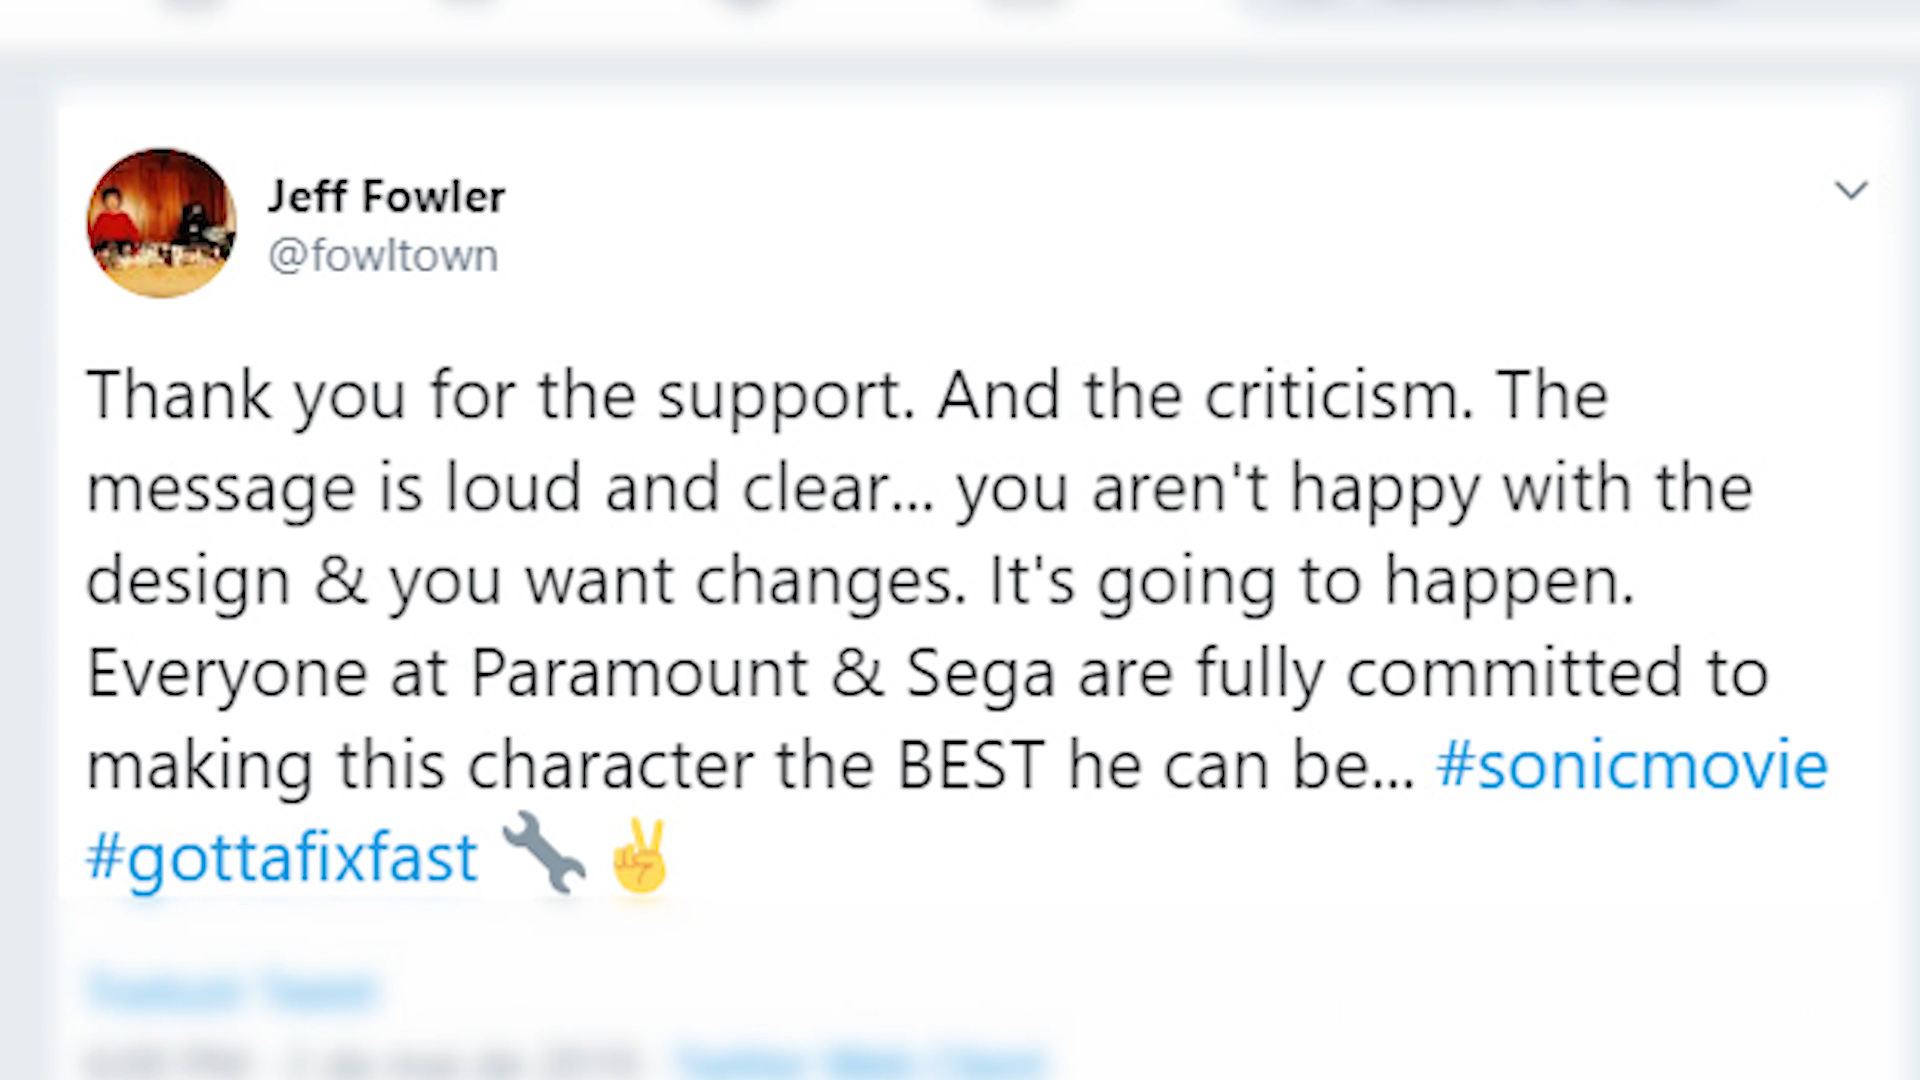 Jeff Fowler
@fowltown
Thank you for the support. And the criticism. The
message is loud and clear... you aren't happy with the
design & you want changes. It's going to happen.
Everyone at Paramount & Sega are fully committed to
making this character the BEST he can be... #sonicmovie
#gottafixfast 🔧 ✌